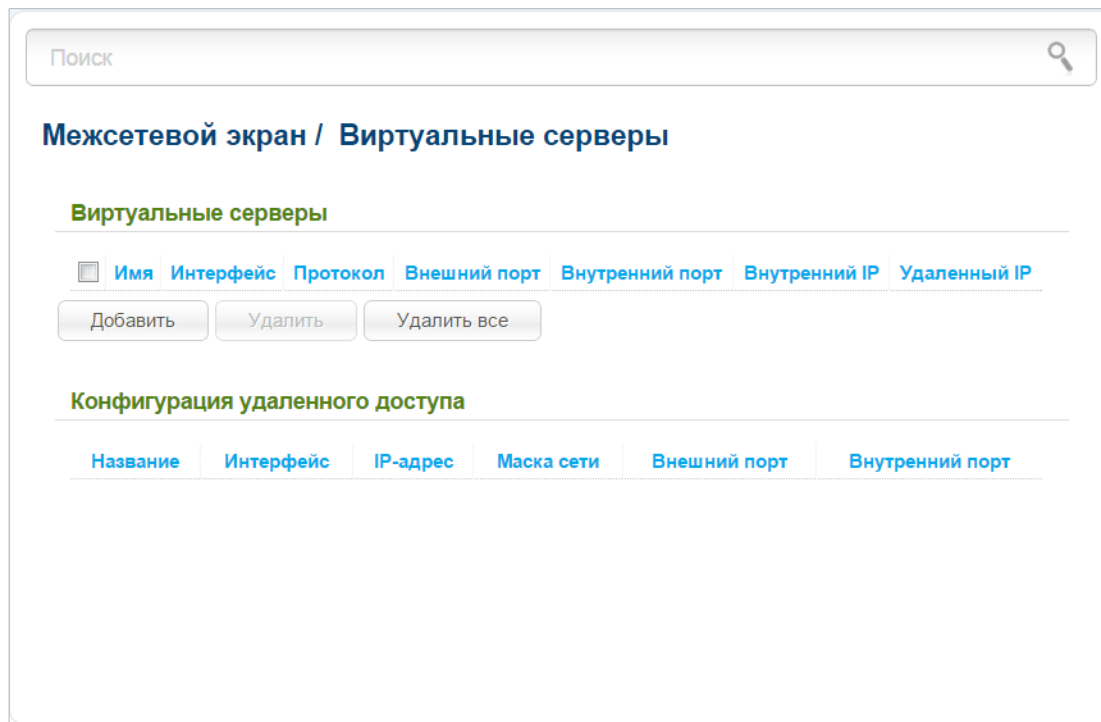 Поиск
Межсетевой экран / Виртуальные серверы
Виртуальные серверы
Имя Интерфейс Протокол Внешний порт Внутренний порт Внутренний IP Удаленный IP
Добавить Удалить Удалить все
Конфигурация удаленного доступа
Название Интерфейс IP-адрес Маска сети Внешний порт Внутренний порт